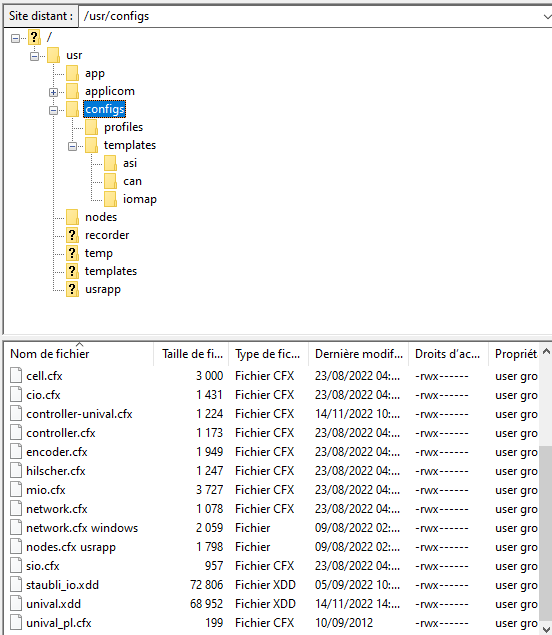 Site distant : /usr/configs
/
usr
app
applicom
configs
profiles
templates
asi
can
iomap
nodes
recorder
temp
templates
usrapp
Nom de fichier Taille de fi... Type de fic... Dernière modif... Droits d'ac... Propriét
cell.cfx 3 000 Fichier CFX 23/08/2022 04:... -rwx------ user gro
cio.cfx 1 431 Fichier CFX 23/08/2022 04:... -rwx------ user gro
controller-unival.cfx 1 224 Fichier CFX 14/11/2022 10:... -rwx------ user gro
controller.cfx 1 173 Fichier CFX 23/08/2022 04:... -rwx------ user gro
encoder.cfx 1 949 Fichier CFX 23/08/2022 04:... -rwx------ user gro
hilscher.cfx 1 247 Fichier CFX 23/08/2022 04:... -rwx------ user gro
mio.cfx 3 727 Fichier CFX 23/08/2022 04:... -rwx------ user gro
network.cfx 1 078 Fichier CFX 23/08/2022 04:... -rwx------ user gro
network.cfx windows 2 059 Fichier 09/08/2022 02:... -rwx------ user gro
nodes.cfx usrapp 1 798 Fichier 09/08/2022 02:... -rwx------ user gro
sio.cfx 957 Fichier CFX 23/08/2022 04:... -rwx------ user gro
staubli_io.xdd 72 806 Fichier XDD 05/09/2022 10:... -rwx------ user gro
unival.xdd 68 952 Fichier XDD 14/11/2022 14:... -rwx------ user gro
unival_pl.cfx 199 Fichier CFX 10/09/2012 -rwx------ user gro